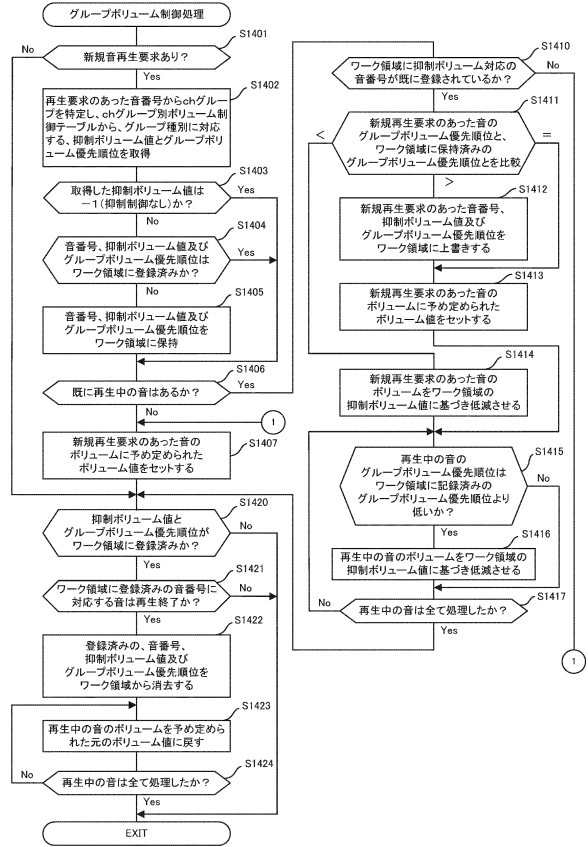 グループボリューム制御処理
S1401
新規音再生要求あり？
No
Yes
S1402
再生要求のあった音番号からchグルー
プを特定し、chグループ別ボリューム制
御テーブルから、グループ種別に対応
する、抑制ボリューム値とグループボリ
ューム優先順位を取得
S1403
取得した抑制ボリューム値は
－1（抑制制御なし）か？
Yes
No
S1404
音番号、抑制ボリューム値及び
グループボリューム優先順位は
ワーク領域に登録済みか？
Yes
No
S1405
音番号、抑制ボリューム値及び
グループボリューム優先順位を
ワーク領域に保持
S1406
既に再生中の音はあるか？
Yes
No
1
S1407
新規再生要求のあった音の
ボリュームに予め定められた
ボリューム値をセットする
S1420
抑制ボリューム値と
グループボリューム優先順位が
ワーク領域に登録済みか？
No
Yes
S1421
ワーク領域に登録済みの音番号に
対応する音は再生終了か？
No
Yes
S1422
登録済みの、音番号、
抑制ボリューム値及び
グループボリューム優先順位を
ワーク領域から消去する
S1423
再生中の音のボリュームを予め定めら
れた元のボリューム値に戻す
S1424
再生中の音は全て処理したか？
No
Yes
EXIT
S1410
ワーク領域に抑制ボリューム対応の
音番号が既に登録されているか？
No
Yes
S1411
新規再生要求のあった音の
グループボリューム優先順位と、
ワーク領域に保持済みの
グループボリューム優先順位とを比較
＜
＝
＞
S1412
新規再生要求のあった音番号、
抑制ボリューム値及び
グループボリューム優先順位を
ワーク領域に上書きする
S1413
新規再生要求のあった音の
ボリュームに予め定められた
ボリューム値をセットする
S1414
新規再生要求のあった音の
ボリュームをワーク領域の
抑制ボリューム値に基づき低減させる
S1415
再生中の音の
グループボリューム優先順位は
ワーク領域に記録済みの
グループボリューム優先順位より
低いか？
No
Yes
S1416
再生中の音のボリュームをワーク領域の
抑制ボリューム値に基づき低減させる
S1417
再生中の音は全て処理したか？
No
Yes
1